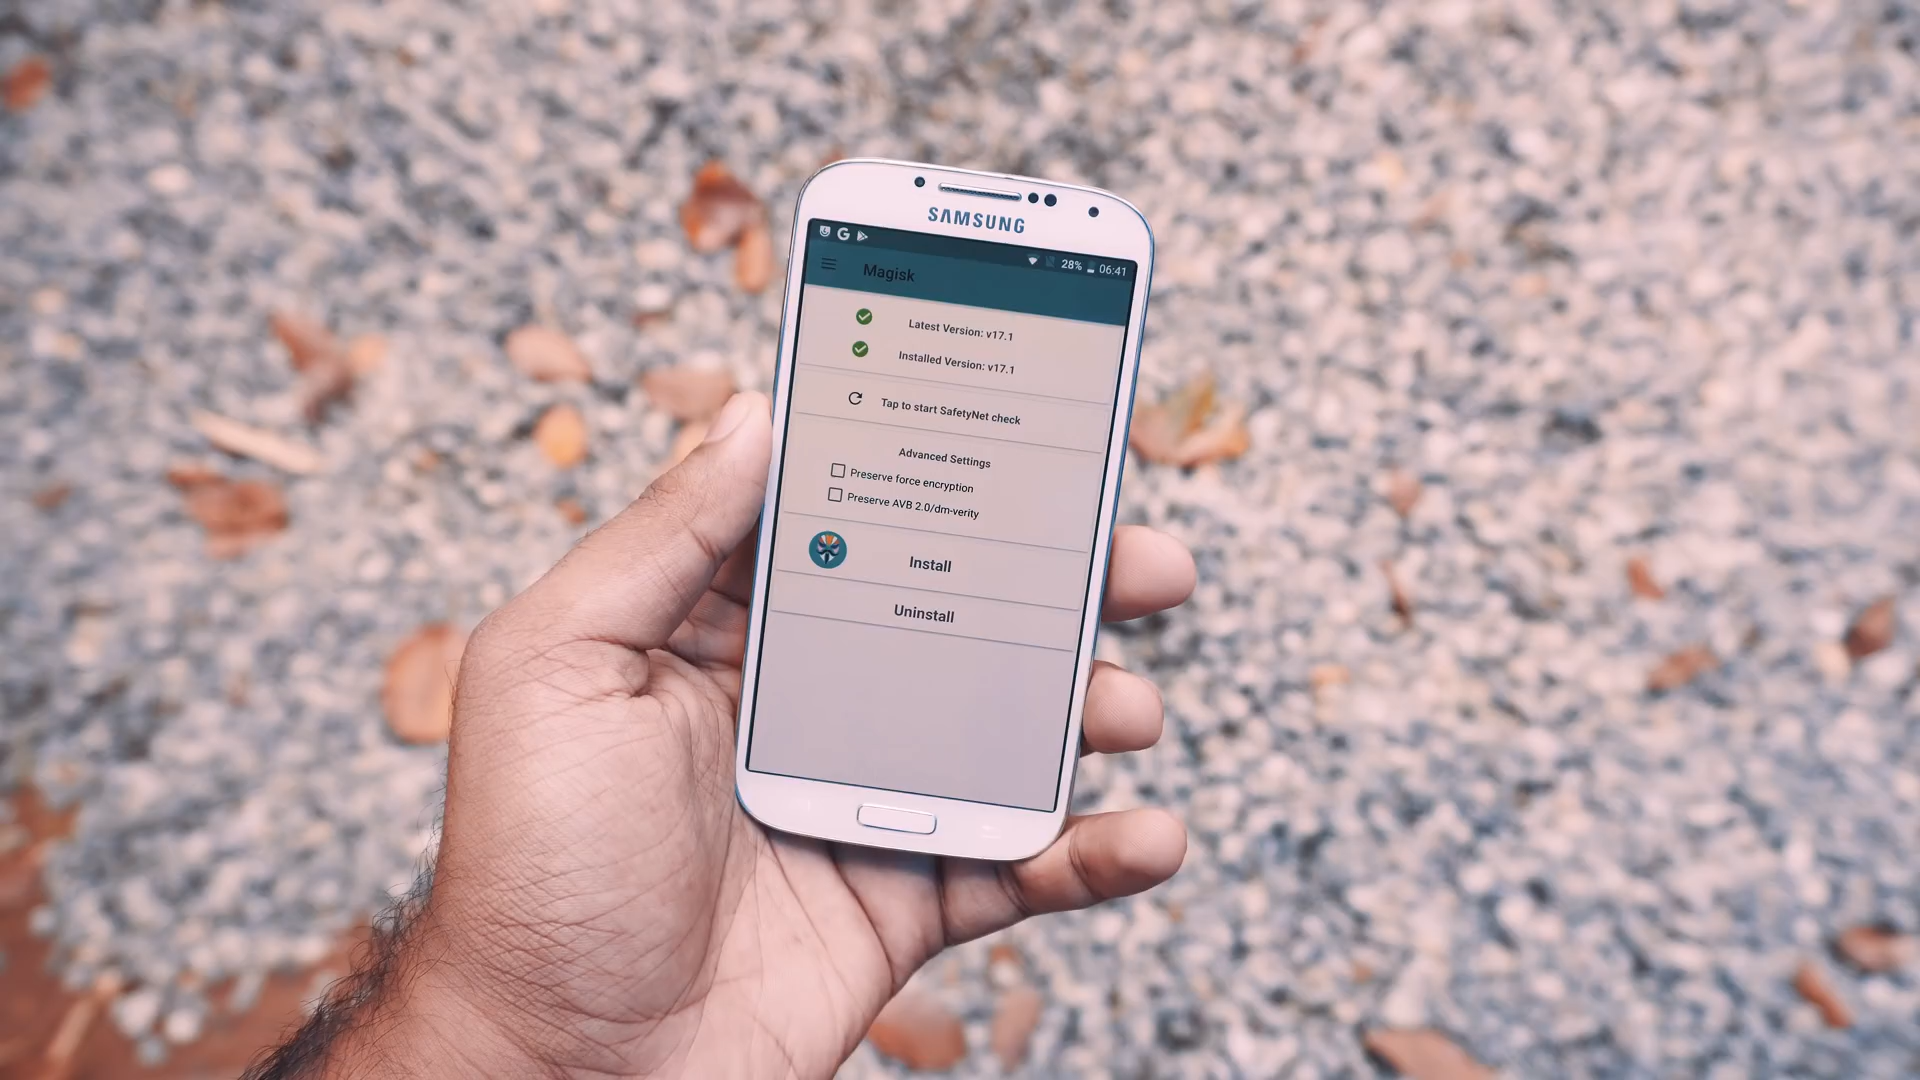 SAMSUNG
28% 06:41
Magisk
Latest Version: v17.1
Installed Version: v17.1
Tap to start SafetyNet check
Advanced Settings
Preserve force encryption
Preserve AVB 2.0/dm-verity
Install
Uninstall